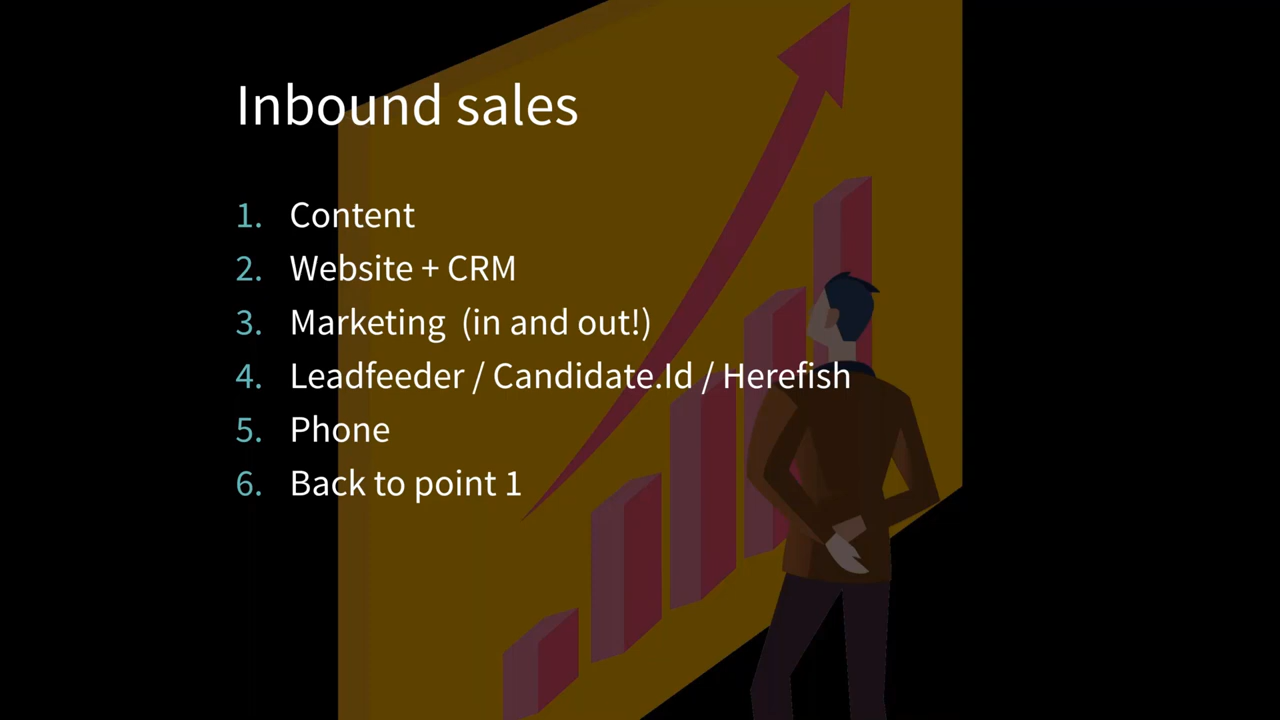 Inbound sales
1. Content
2. Website + CRM
3. Marketing  (in and out!)
4. Leadfeeder / Candidate.Id / Herefish
5. Phone
6. Back to point 1